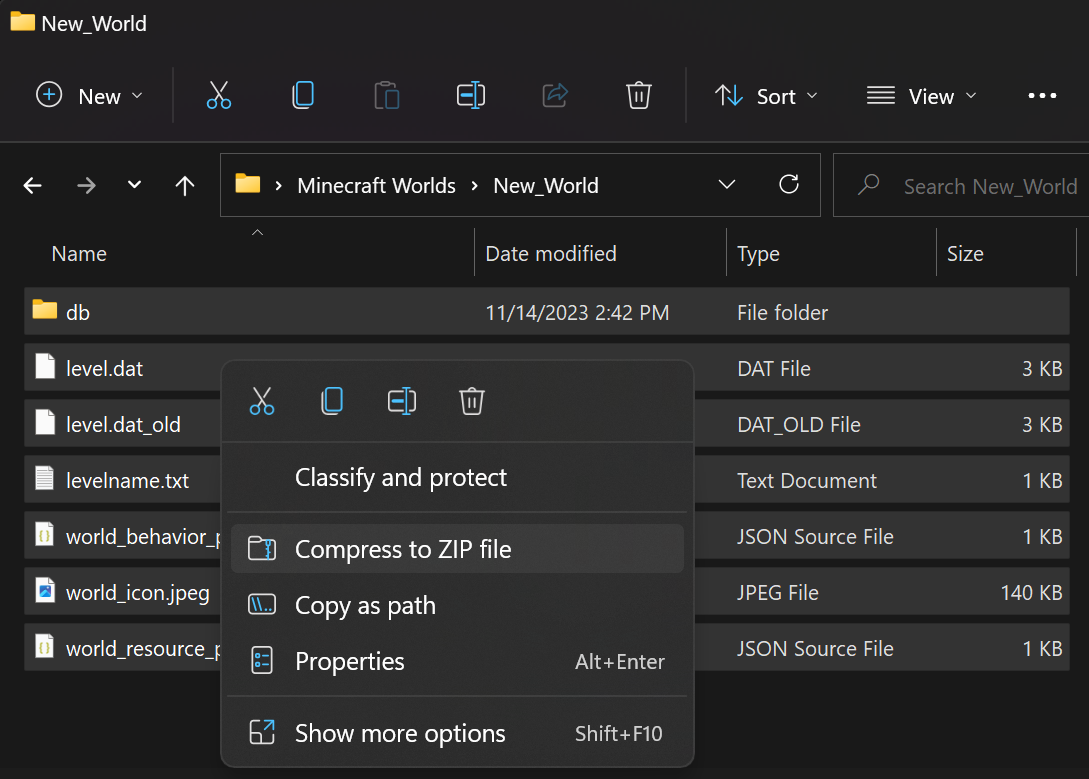 New_World
New
Sort
View
Minecraft Worlds
New_World
Search New_World
Name
Date modified
Type
Size
db 11/14/2023 2:42 PM File folder
level.dat DAT File 3 KB
level.dat_old DAT_OLD File 3 KB
levelname.txt Text Document 1 KB
world_behavior_p JSON Source File 1 KB
world_icon.jpeg JPEG File 140 KB
world_resource_p JSON Source File 1 KB
Classify and protect
Compress to ZIP file
Copy as path
Properties Alt+Enter
Show more options Shift+F10